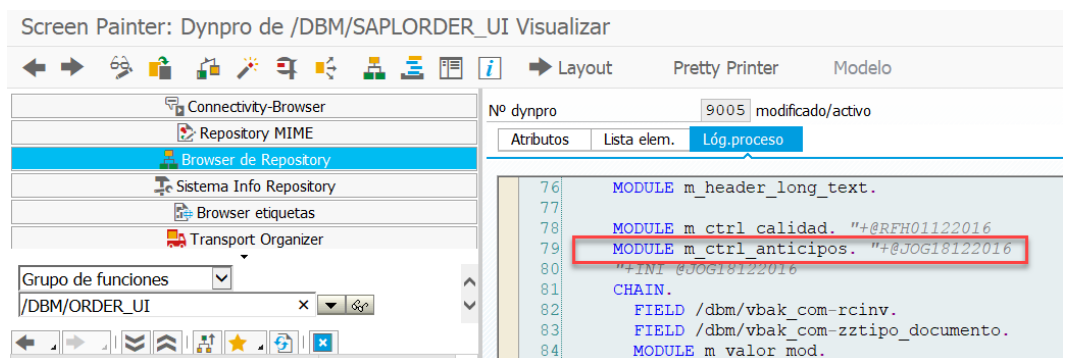 Screen Painter: Dynpro de /DBM/SAPLORDER_UI Visualizar
Layout Pretty Printer Modelo
Connectivity-Browser
Repository MIME
Browser de Repository
Sistema Info Repository
Browser etiquetas
Transport Organizer
Grupo de funciones
/DBM/ORDER_UI
Nº dynpro 9005 modificado/activo
Atributos Lista elem. Lóg.proceso
76 MODULE m_header_long_text.
77
78 MODULE m_ctrl_calidad. "+@RFH01122016
79 MODULE m_ctrl_anticipos. "+@JOG18122016
80 "+INI @JOG18122016
81 CHAIN.
82 FIELD /dbm/vbak_com-rcinv.
83 FIELD /dbm/vbak_com-zztipo_documento.
84 MODULE m_valor_mod.